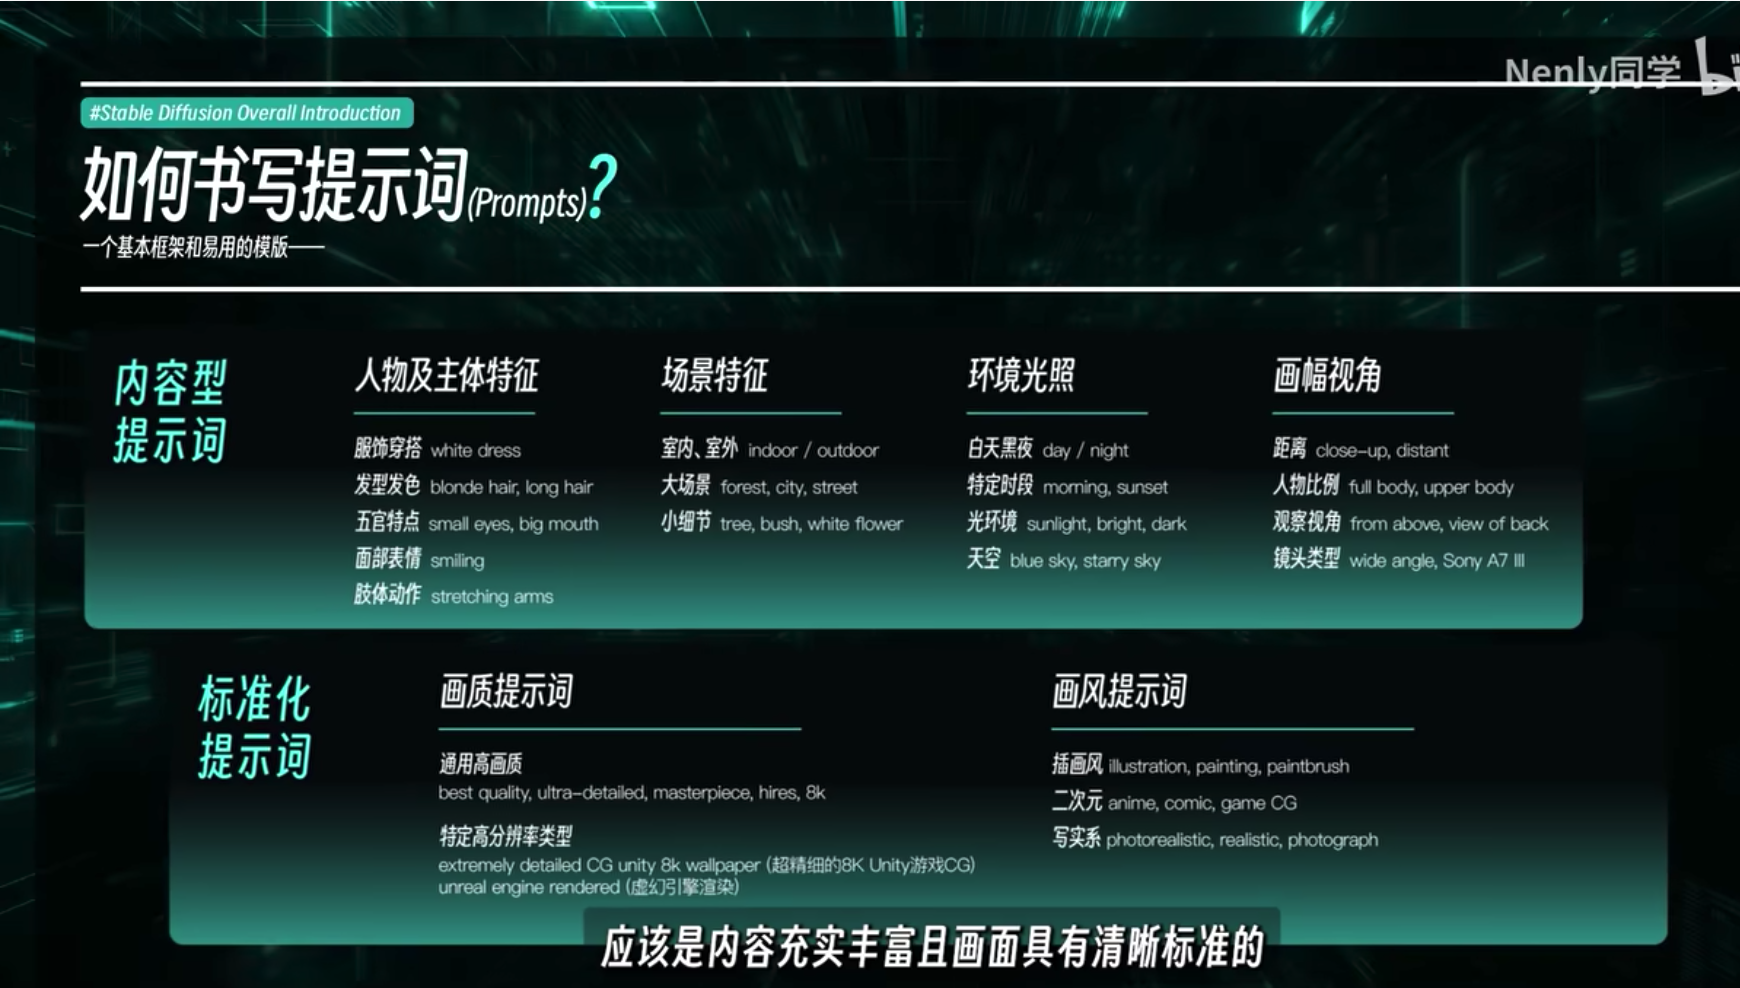 Nenly同学
#Stable Diffusion Overall Introduction
如何书写提示词(Prompts)?
一个基本框架和易用的模版——
内容型
提示词
人物及主体特征
服饰穿搭 white dress
发型发色 blonde hair, long hair
五官特点 small eyes, big mouth
面部表情 smiling
肢体动作 stretching arms
场景特征
室内、室外 indoor / outdoor
大场景 forest, city, street
小细节 tree, bush, white flower
环境光照
白天黑夜 day / night
特定时段 morning, sunset
光环境 sunlight, bright, dark
天空 blue sky, starry sky
画幅视角
距离 close-up, distant
人物比例 full body, upper body
观察视角 from above, view of back
镜头类型 wide angle, Sony A7 III
标准化
提示词
画质提示词
通用高画质
best quality, ultra-detailed, masterpiece, hires, 8k
特定高分辨率类型
extremely detailed CG unity 8k wallpaper (超精细的8K Unity游戏CG)
unreal engine rendered (虚幻引擎渲染)
画风提示词
插画风 illustration, painting, paintbrush
二次元 anime, comic, game CG
写实系 photorealistic, realistic, photograph
应该是内容充实丰富且画面具有清晰标准的